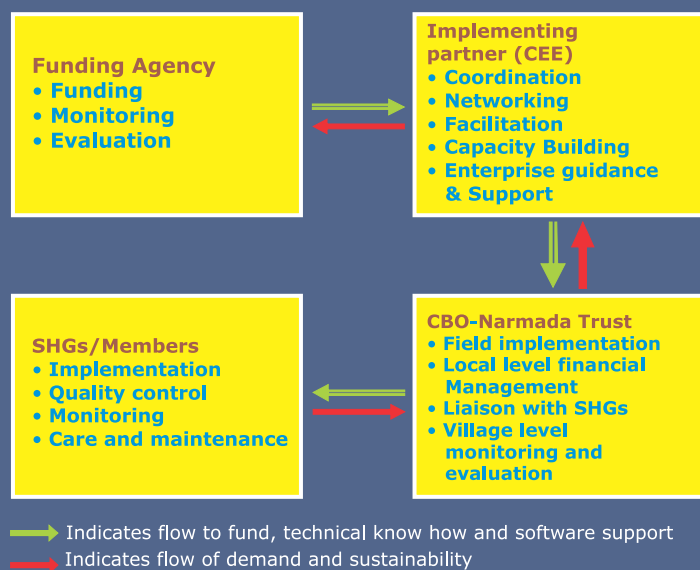 Funding Agency
• Funding
• Monitoring
• Evaluation
Implementing
partner (CEE)
• Coordination
• Networking
• Facilitation
• Capacity Building
• Enterprise guidance
& Support
SHGs/Members
• Implementation
• Quality control
• Monitoring
• Care and maintenance
CBO-Narmada Trust
• Field implementation
• Local level financial
Management
• Liaison with SHGs
• Village level
monitoring and
evaluation
Indicates flow to fund, technical know how and software support
Indicates flow of demand and sustainability